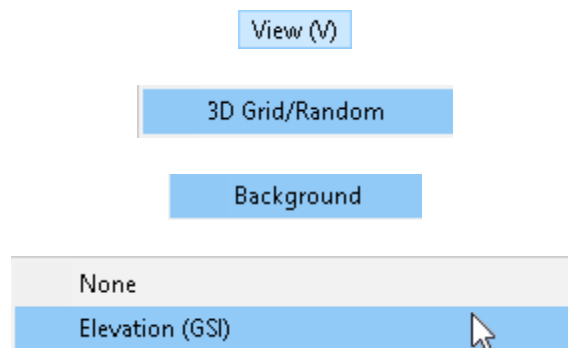 View (V)
3D Grid/Random
Background
None
Elevation (GSI)